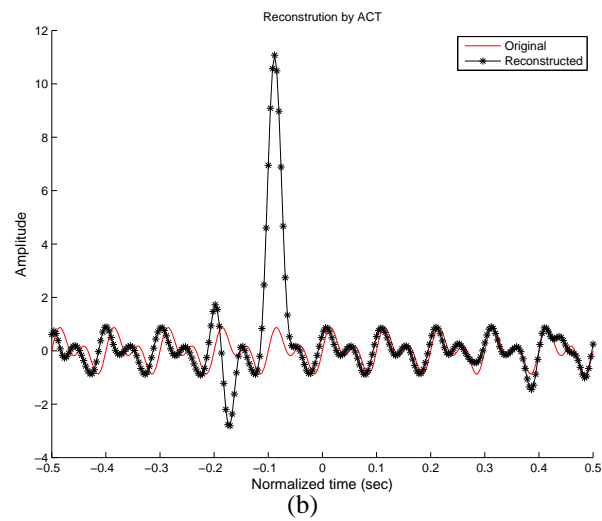 Reconstrution by ACT
Original
Reconstructed
Amplitude
12
10
8
6
4
2
0
−2
−4
−0.5 −0.4 −0.3 −0.2 −0.1 0 0.1 0.2 0.3 0.4 0.5
Normalized time (sec)
(b)